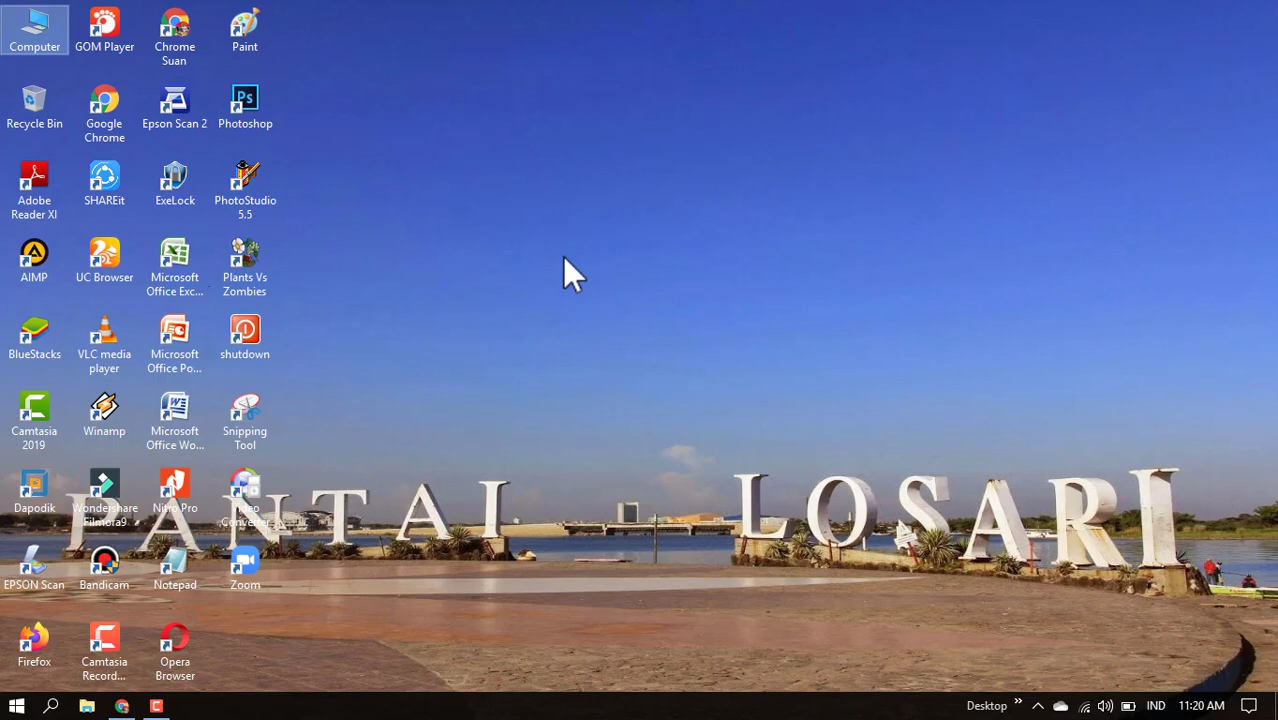 Computer
GOM Player
Chrome
Suan
Paint
Recycle Bin
Google
Chrome
Epson Scan 2
Ps
Photoshop
Adobe
Reader XI
SHAREit
ExeLock
PhotoStudio
5.5
AIMP
UC Browser
Microsoft
Office Exc...
Plants Vs
Zombies
BlueStacks
VLC media
player
Microsoft
Office Po...
shutdown
Camtasia
2019
Winamp
Microsoft
Office Wo...
Snipping
Tool
Dapodik
Wondershare
Filmora9
Nitro Pro
Video
Converter
EPSON Scan
Bandicam
Notepad
Zoom
Firefox
Camtasia
Record...
Opera
Browser
PANTAI LOSARI
Desktop
IND
11:20 AM